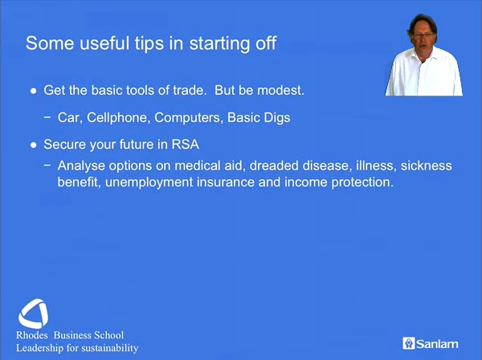 Some useful tips in starting off
● Get the basic tools of trade. But be modest.
− Car, Cellphone, Computers, Basic Digs
● Secure your future in RSA
− Analyse options on medical aid, dreaded disease, illness, sickness
benefit, unemployment insurance and income protection.
Rhodes Business School
Leadership for sustainability
Sanlam